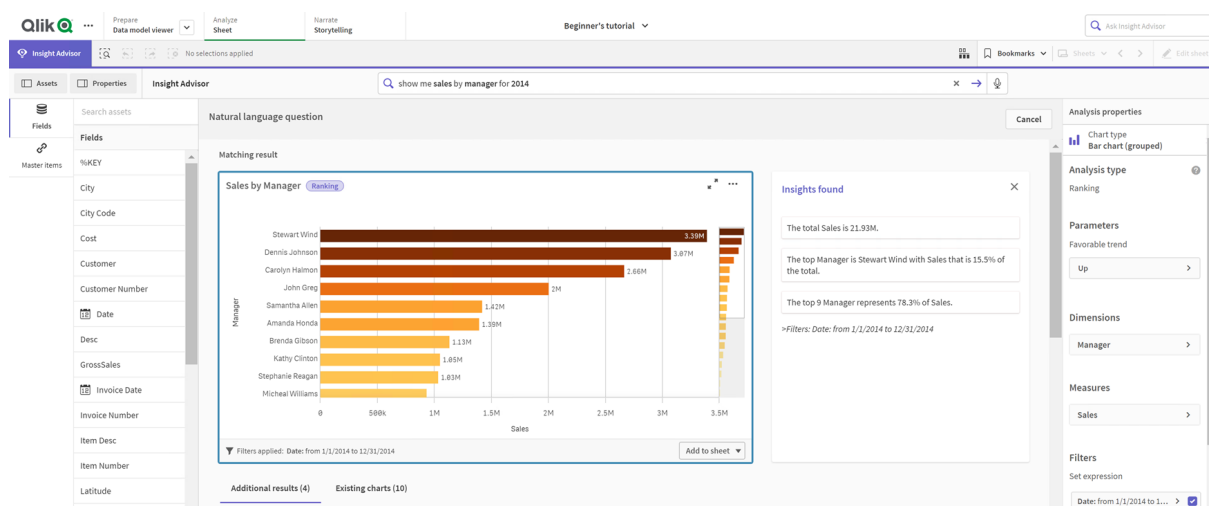 Qlik
Prepare
Data model viewer
Analyze
Sheet
Narrate
Storytelling
Beginner's tutorial
Ask Insight Advisor
Insight Advisor
No selections applied
Bookmarks
Sheets
Edit sheet
Assets
Properties
Insight Advisor
show me sales by manager for 2014
Fields
Master items
Search assets
Fields
%KEY
City
City Code
Cost
Customer
Customer Number
Date
Desc
GrossSales
Invoice Date
Invoice Number
Item Desc
Item Number
Latitude
Natural language question
Cancel
Matching result
Sales by Manager Ranking
Manager
Stewart Wind 3.39M
Dennis Johnson 3.07M
Carolyn Halmon 2.66M
John Greg 2M
Samantha Allen 1.42M
Amanda Honda 1.39M
Brenda Gibson 1.13M
Kathy Clinton 1.05M
Stephanie Reagan 1.03M
Micheal Williams
0 500k 1M 1.5M 2M 2.5M 3M 3.5M
Sales
Filters applied: Date: from 1/1/2014 to 12/31/2014
Add to sheet
Additional results (4)
Existing charts (10)
Insights found
The total Sales is 21.93M.
The top Manager is Stewart Wind with Sales that is 15.5% of
the total.
The top 9 Manager represents 78.3% of Sales.
>Filters: Date: from 1/1/2014 to 12/31/2014
Analysis properties
Chart type
Bar chart (grouped)
Analysis type
Ranking
Parameters
Favorable trend
Up
Dimensions
Manager
Measures
Sales
Filters
Set expression
Date: from 1/1/2014 to 1...